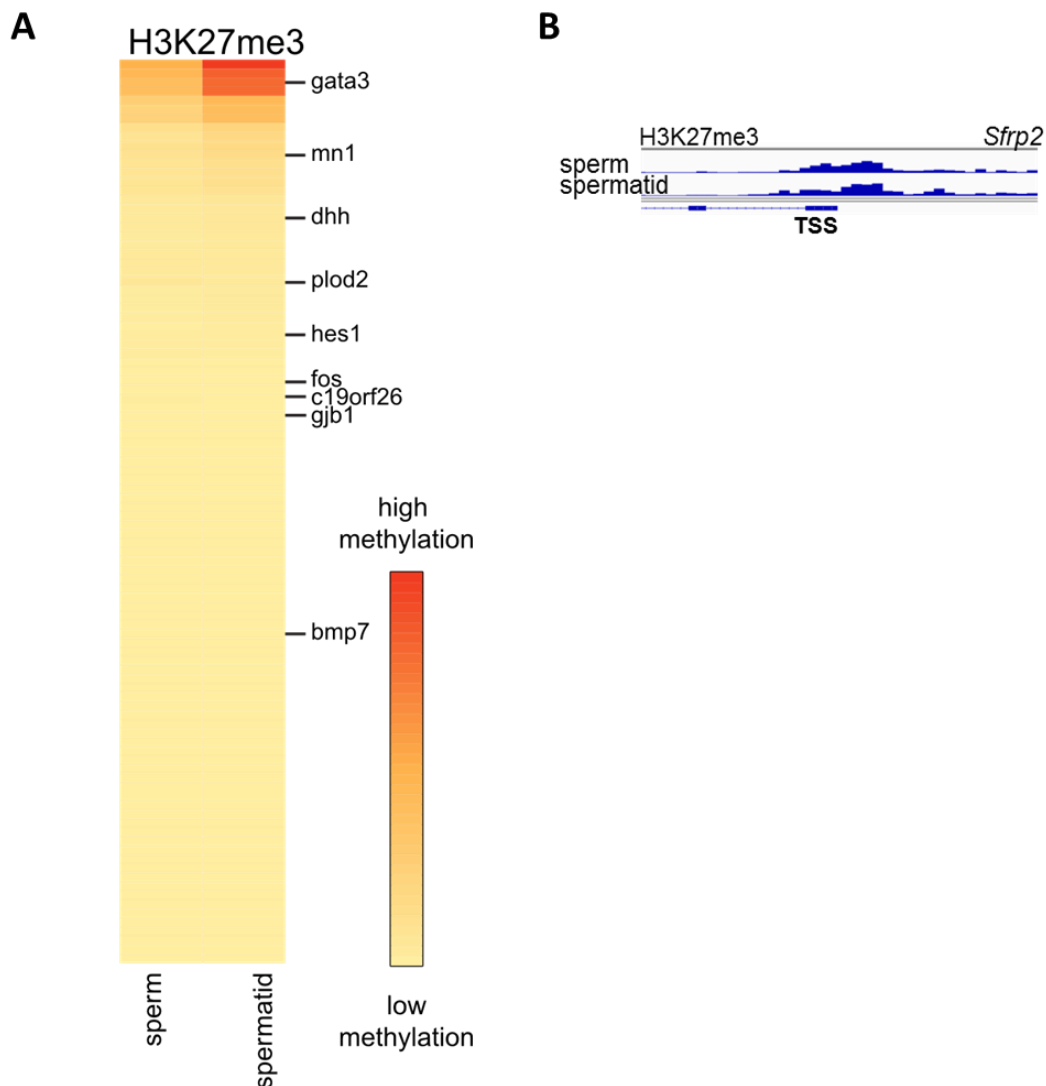 A
H3K27me3
gata3
mn1
dhh
plod2
hes1
fos
c19orf26
gjb1
bmp7
high
methylation
low
methylation
sperm
spermatid
B
H3K27me3 Sfrp2
sperm
spermatid
TSS